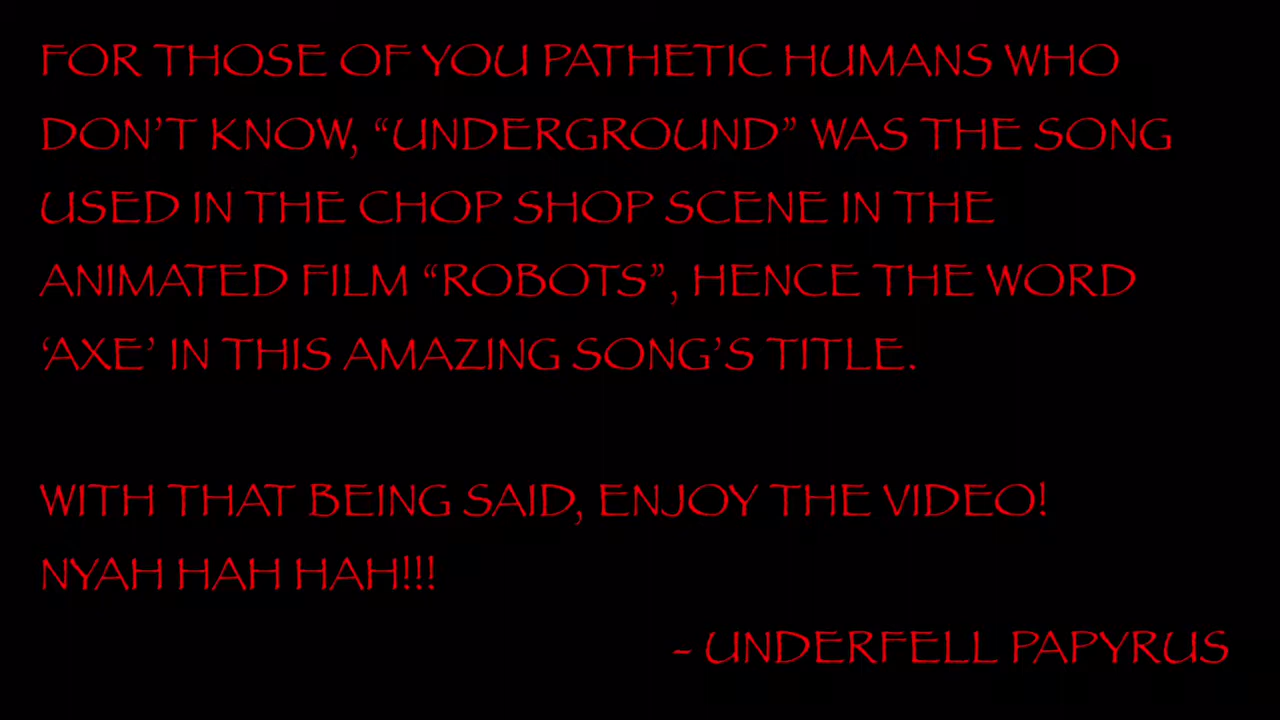 FOR THOSE OF YOU PATHETIC HUMANS WHO
DON’T KNOW, “UNDERGROUND” WAS THE SONG
USED IN THE CHOP SHOP SCENE IN THE
ANIMATED FILM “ROBOTS”, HENCE THE WORD
‘AXE’ IN THIS AMAZING SONG’S TITLE.
WITH THAT BEING SAID, ENJOY THE VIDEO!
NYAH HAH HAH!!!
– UNDERFELL PAPYRUS